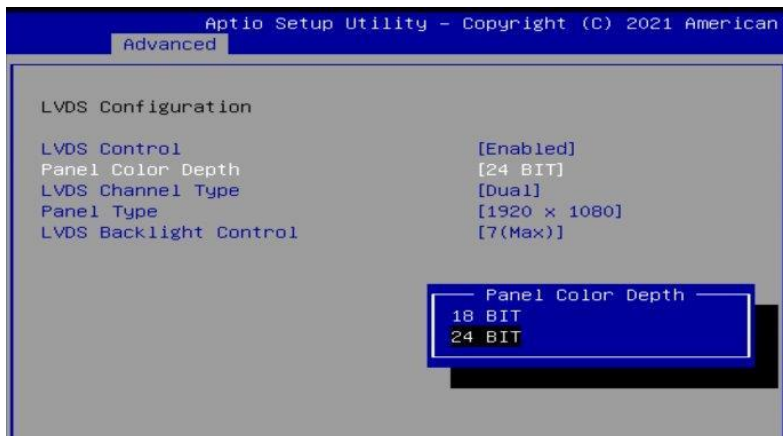 Aptio Setup Utility – Copyright (C) 2021 American
Advanced
LVDS Configuration
LVDS Control [Enabled]
Panel Color Depth [24 BIT]
LVDS Channel Type [Dual]
Panel Type [1920 x 1080]
LVDS Backlight Control [7(Max)]
Panel Color Depth
18 BIT
24 BIT